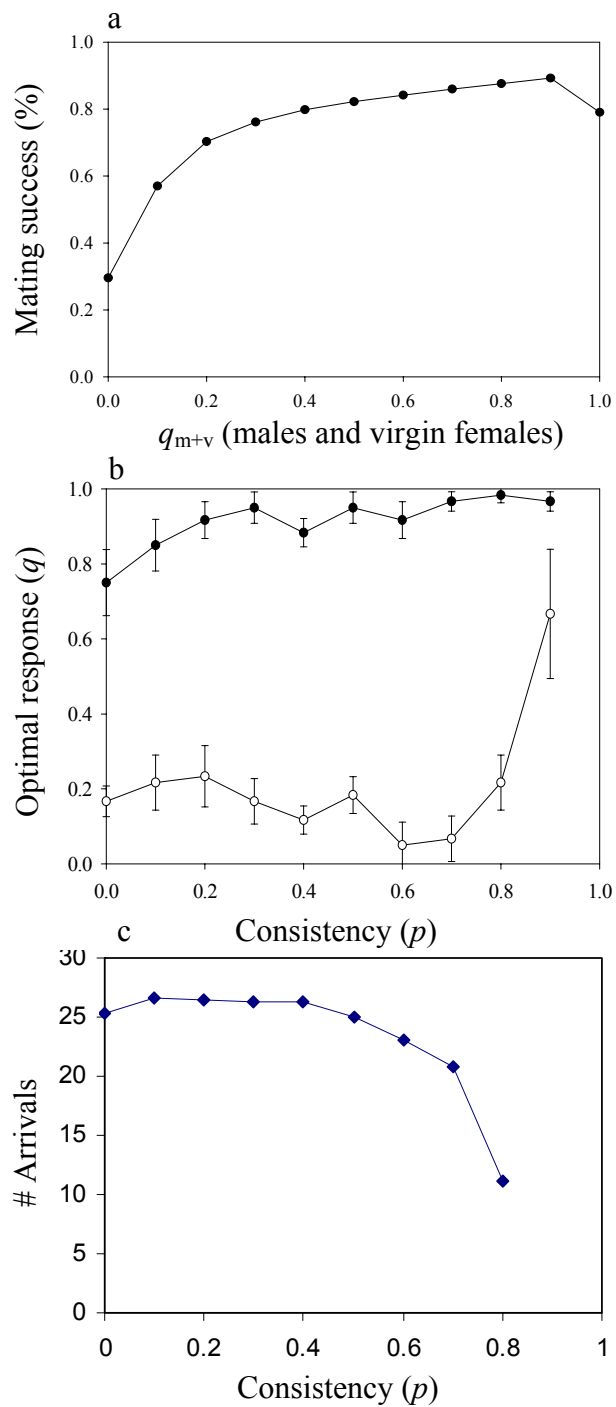 a
Mating success (%)
1.0
0.8
0.6
0.4
0.2
0.0
0.0 0.2 0.4 0.6 0.8 1.0
q m+v (males and virgin females)
b
Optimal response (q)
1.0
0.8
0.6
0.4
0.2
0.0
0.0 0.2 0.4 0.6 0.8 1.0
Consistency (p)
c
# Arrivals
30
25
20
15
10
5
0
0 0.2 0.4 0.6 0.8 1
Consistency (p)